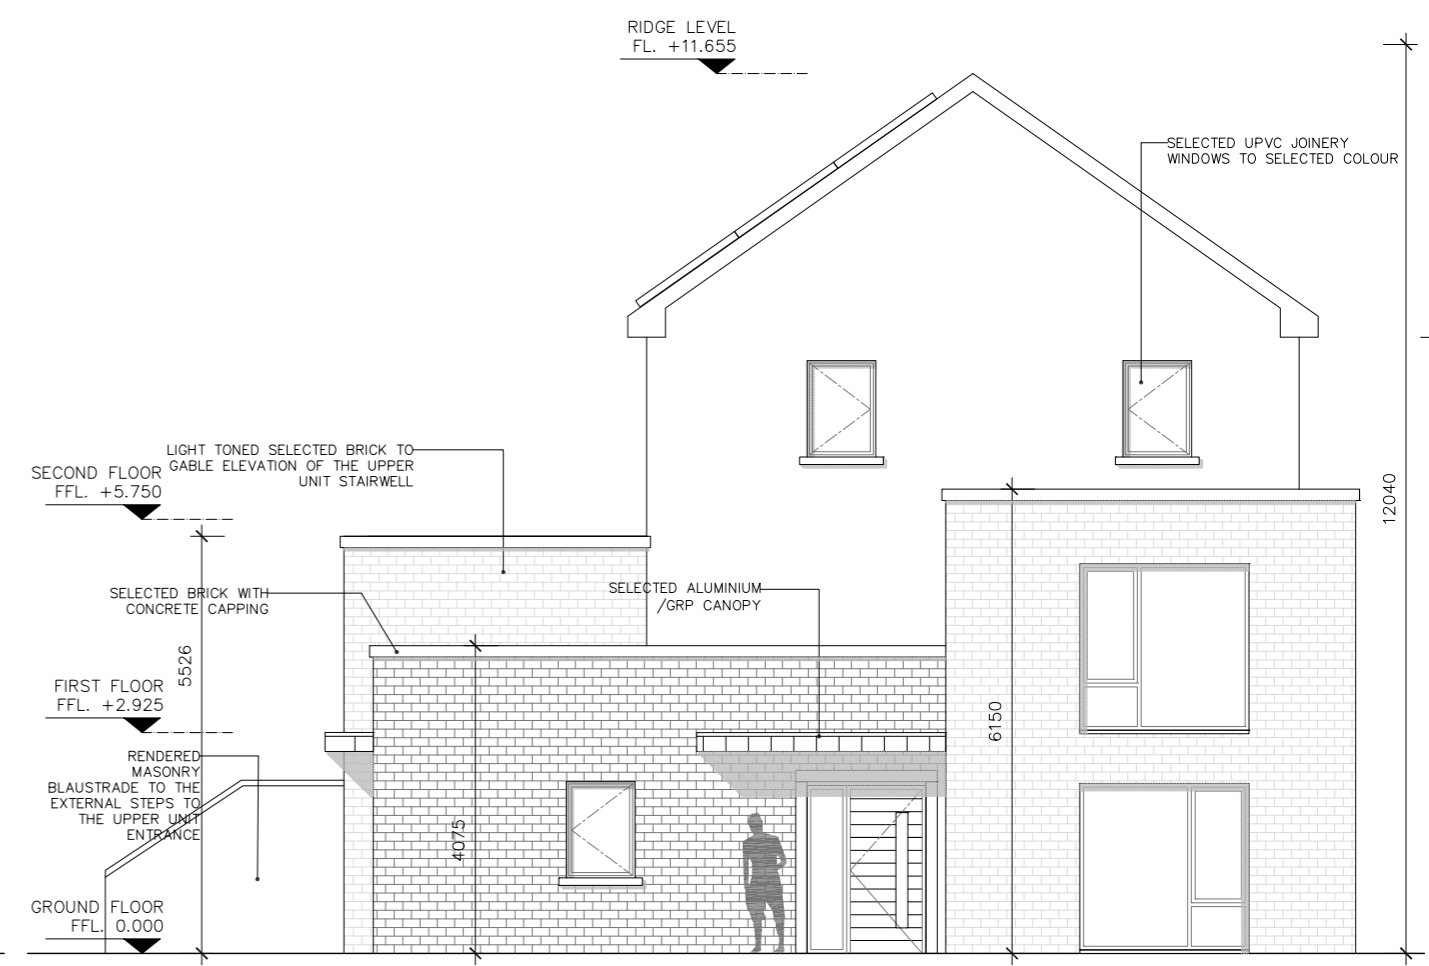 RIDGE LEVEL
FL. +11.655
SELECTED UPVC JOINERY
WINDOWS TO SELECTED COLOUR
LIGHT TONED SELECTED BRICK TO
GABLE ELEVATION OF THE UPPER
UNIT STAIRWELL
SECOND FLOOR
FFL. +5.750
12040
SELECTED BRICK WITH
CONCRETE CAPPING
SELECTED ALUMINIUM
/GRP CANOPY
5526
FIRST FLOOR
FFL. +2.925
6150
RENDERED
MASONRY
BLAUSTRADE TO THE
EXTERNAL STEPS TO
THE UPPER UNIT
ENTRANCE
4075
GROUND FLOOR
FFL. 0.000